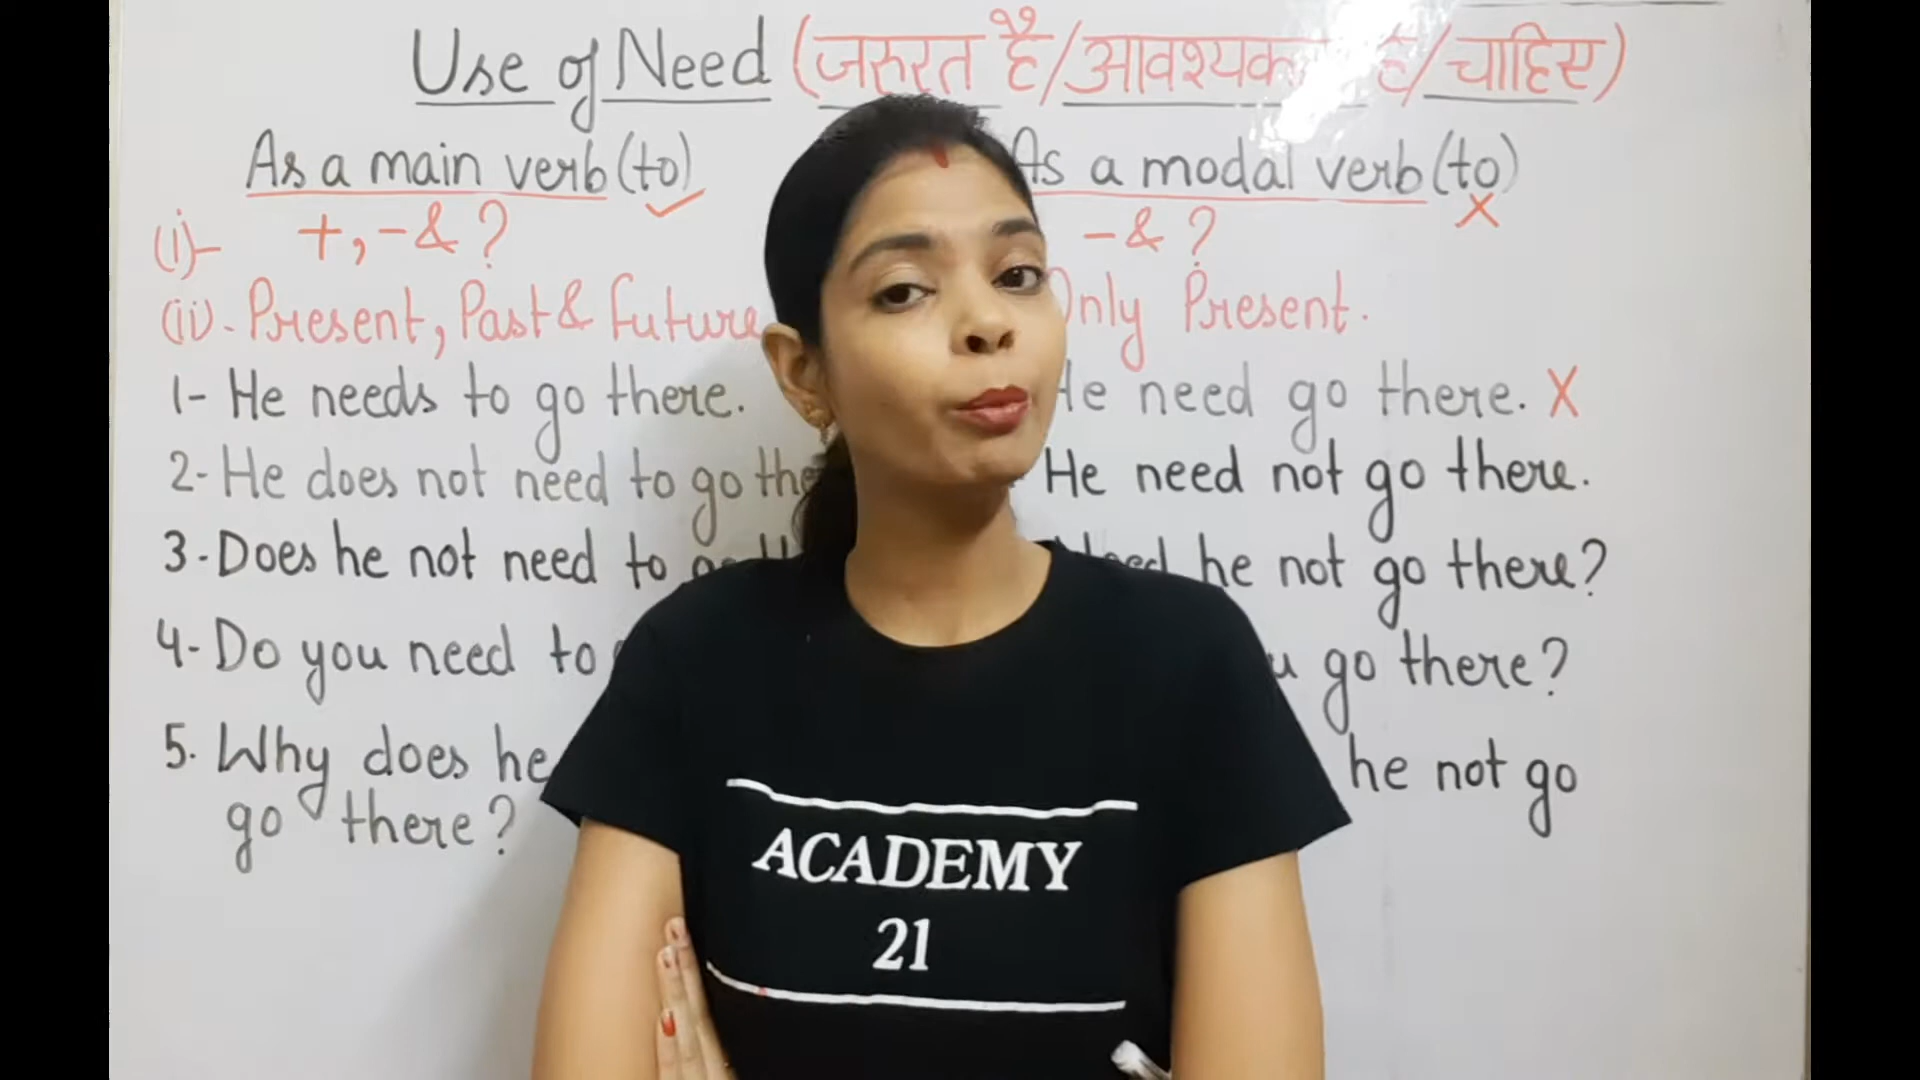 Use of Need (जरुरत है/आवश्यक है/चाहिए)
As a main verb (to) ✓
As a modal verb (to) X
(i)- +, - & ?
- & ?
(ii). Present, Past & Future
Only Present.
1- He needs to go there.
He need go there. X
2- He does not need to go
He need not go there.
3- Does he not need to
he not go there?
4- Do you need to
go there?
5. Why does he
he not go
go there?
ACADEMY
21